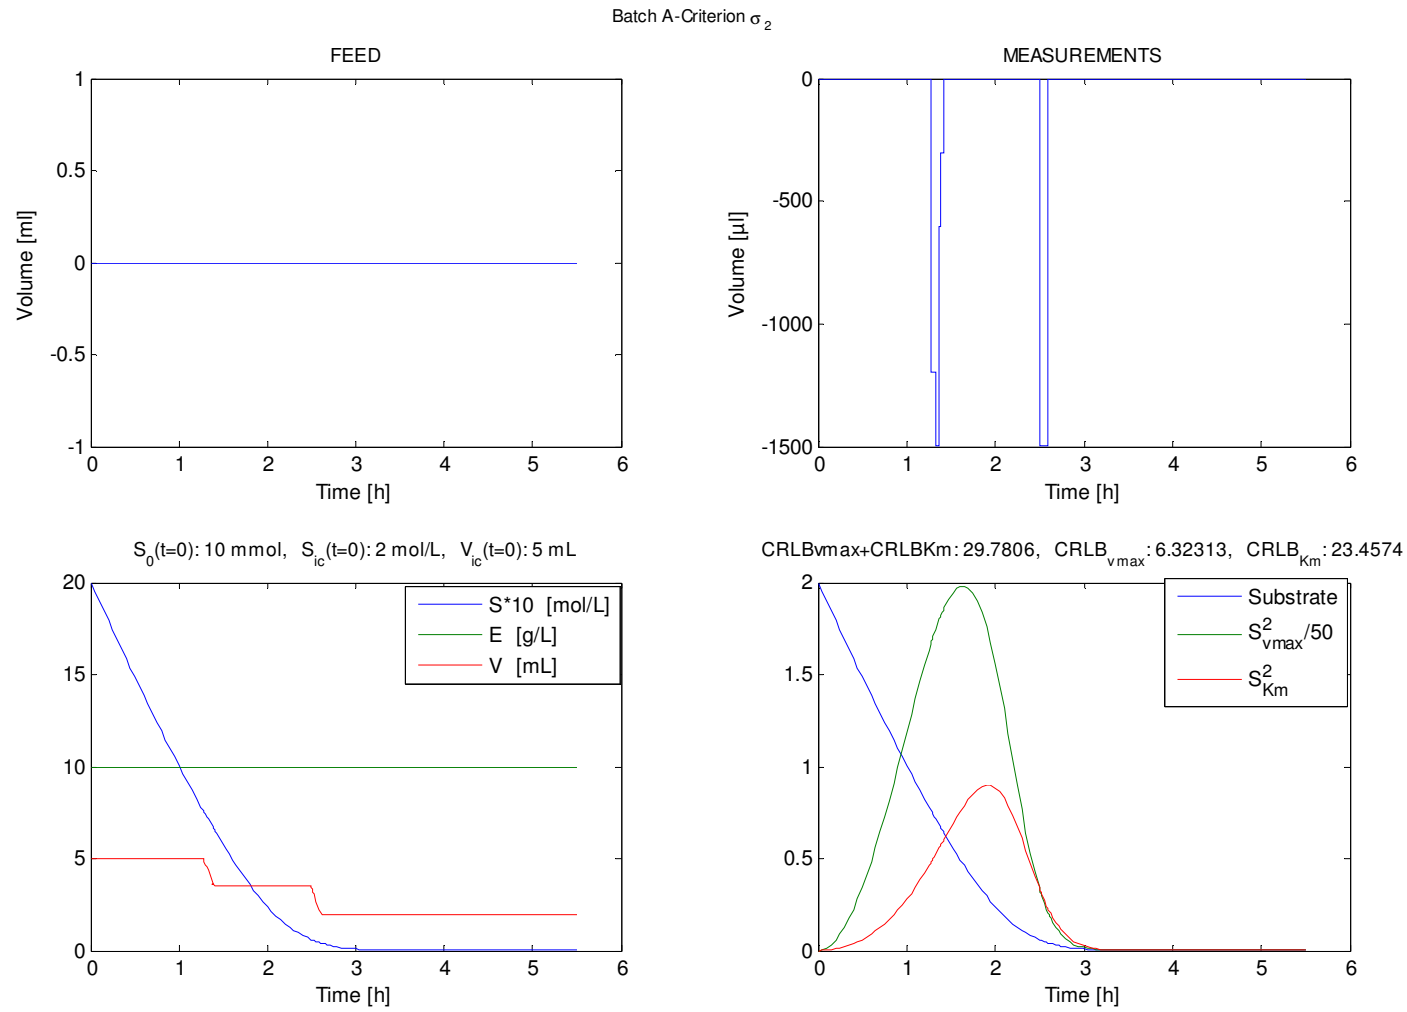 Batch A-Criterion σ2
FEED
1
0.5
0
-0.5
-1
0 1 2 3 4 5 6
Volume [ml]
Time [h]
MEASUREMENTS
0
-500
-1000
-1500
0 1 2 3 4 5 6
Volume [µl]
Time [h]
S0(t=0): 10 mmol, Sic(t=0): 2 mol/L, Vic(t=0): 5 mL
20
15
10
5
0
0 1 2 3 4 5 6
Time [h]
S*10 [mol/L]
E [g/L]
V [mL]
CRLBvmax+CRLBKm: 29.7806, CRLBvmax: 6.32313, CRLBKm: 23.4574
2
1.5
1
0.5
0
0 1 2 3 4 5 6
Time [h]
Substrate
S²vmax/50
S²Km